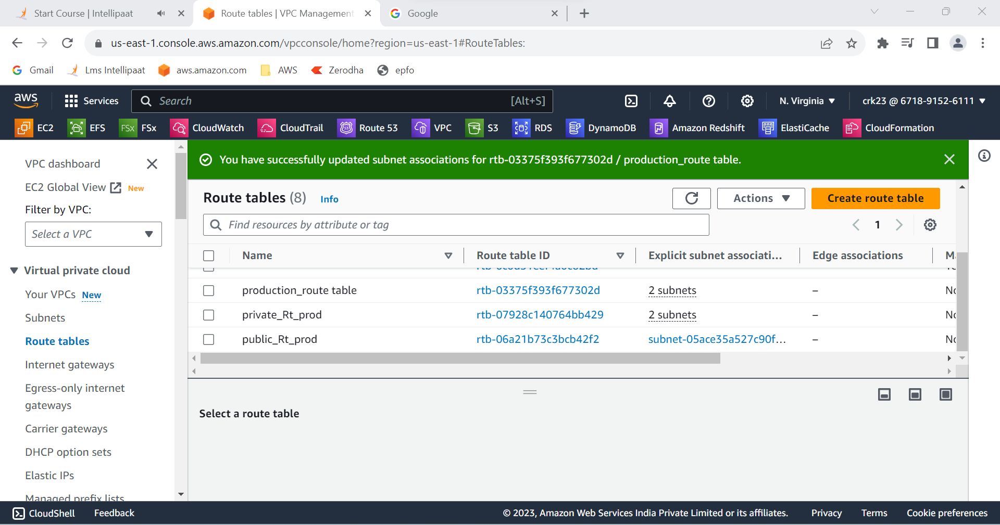 Start Course | Intellipaat
Route tables | VPC Management
Google
us-east-1.console.aws.amazon.com/vpcconsole/home?region=us-east-1#RouteTables:
Gmail
Lms Intellipaat
aws.amazon.com
AWS
Zerodha
epfo
aws
Services
Search
[Alt+S]
N. Virginia
crk23 @ 6718-9152-6111
EC2
EFS
FSx FSx
CloudWatch
CloudTrail
53 Route 53
VPC
S3
RDS
DynamoDB
Amazon Redshift
ElastiCache
CloudFormation
VPC dashboard
EC2 Global View New
Filter by VPC:
Select a VPC
Virtual private cloud
Your VPCs New
Subnets
Route tables
Internet gateways
Egress-only internet
gateways
Carrier gateways
DHCP option sets
Elastic IPs
Managed prefix lists
You have successfully updated subnet associations for rtb-03375f393f677302d / production_route table.
Route tables (8) Info
Actions
Create route table
Find resources by attribute or tag
1
Name
Route table ID
Explicit subnet associati...
Edge associations
production_route table rtb-03375f393f677302d 2 subnets –
private_Rt_prod rtb-07928c140764bb429 2 subnets –
public_Rt_prod rtb-06a21b73c3bcb42f2 subnet-05ace35a527c90f... –
Select a route table
CloudShell
Feedback
© 2023, Amazon Web Services India Private Limited or its affiliates.
Privacy
Terms
Cookie preferences